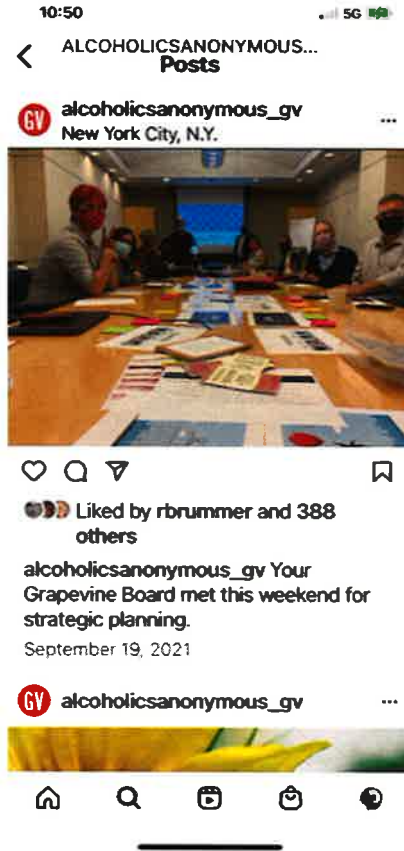 10:50
5G
ALCOHOLICSANONYMOUS...
Posts
GV
alcoholicsanonymous_gv
New York City, N.Y.
Liked by rbrummer and 388
others
alcoholicsanonymous_gv Your
Grapevine Board met this weekend for
strategic planning.
September 19, 2021
GV
alcoholicsanonymous_gv